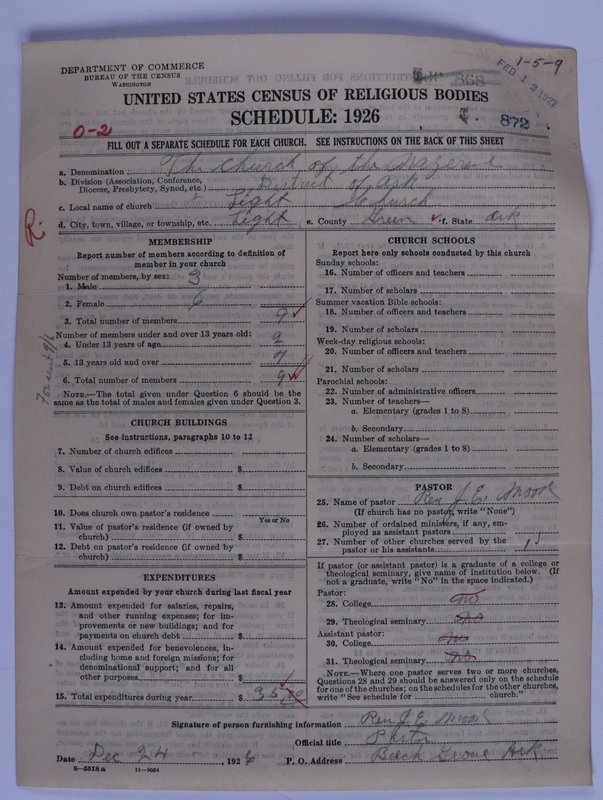 DEPARTMENT OF COMMERCE
BUREAU OF THE CENSUS
WASHINGTON
1-5-9
868
FEB 1 1927
UNITED STATES CENSUS OF RELIGIOUS BODIES
SCHEDULE: 1926
0-2
872
FILL OUT A SEPARATE SCHEDULE FOR EACH CHURCH. SEE INSTRUCTIONS ON THE BACK OF THIS SHEET
a. Denomination The Church of the Nazarene
b. Division (Association, Conference, Diocese, Presbytery, Synod, etc.) District of Ark
c. Local name of church Light Church
d. City, town, village, or township, etc. Light e. County Green f. State Ark
R.
MEMBERSHIP
Report number of members according to definition of
member in your church
Number of members, by sex:
1. Male 3
2. Female 6
3. Total number of members 9
Number of members under and over 13 years old:
4. Under 13 years of age 2
5. 13 years old and over 7
6. Total number of members 9
NOTE.—The total given under Question 6 should be
same as the total of males and females given under Question 3.
CHURCH BUILDINGS
See instructions, paragraphs 10 to 12
7. Number of church edifices
8. Value of church edifices $
9. Debt on church edifices $
10. Does church own pastor's residence
Yes or No
11. Value of pastor's residence (if owned by
church) $
12. Debt on pastor's residence (if owned by
church) $
EXPENDITURES
Amount expended by your church during last fiscal year
13. Amount expended for salaries, repairs,
and other running expenses; for im-
provements or new buildings; and for
payments on church debt $
14. Amount expended for benevolences, in-
cluding home and foreign missions; for
denominational support; and for all
other purposes $
15. Total expenditures during year $ 35
CHURCH SCHOOLS
Report here only schools conducted by this church
Sunday schools:
16. Number of officers and teachers
17. Number of scholars
Summer vacation Bible schools:
18. Number of officers and teachers
19. Number of scholars
Week-day religious schools:
20. Number of officers and teachers
21. Number of scholars
Parochial schools:
22. Number of administrative officers
23. Number of teachers—
a. Elementary (grades 1 to 8)
b. Secondary
24. Number of scholars—
a. Elementary (grades 1 to 8)
b. Secondary
PASTOR
25. Name of pastor Rev J. E. Moore
(If church has no pastor, write "None")
26. Number of ordained ministers, if any, em-
ployed as assistant pastors
27. Number of other churches served by the
pastor or his assistants 1
If pastor (or assistant pastor) is a graduate of a college or
theological seminary, give name of institution below. (If
not a graduate, write "No" in the space indicated.)
Pastor:
28. College no
29. Theological seminary no
Assistant pastor:
30. College no
31. Theological seminary no
NOTE.—Where one pastor serves two or more churches,
Questions 28 and 29 should be answered only on the schedule
for one of the churches; on the schedules for the other churches,
write "See schedule for church."
Signature of person furnishing information Rev J. E. Moore
Official title Pastor
Date Dec 24, 1926 P. O. Address Beech Grove Ark
8—5518 a 11—9064